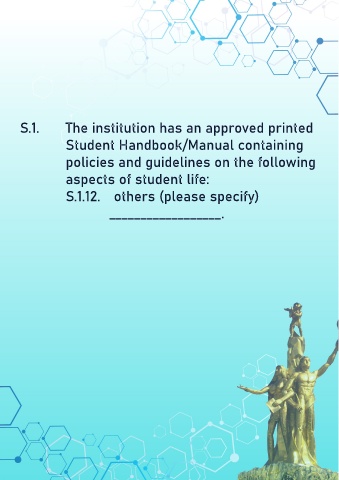 S.1. The institution has an approved printed
Student Handbook/Manual containing
policies and guidelines on the following
aspects of student life:
S.1.12. others (please specify)
___________________.